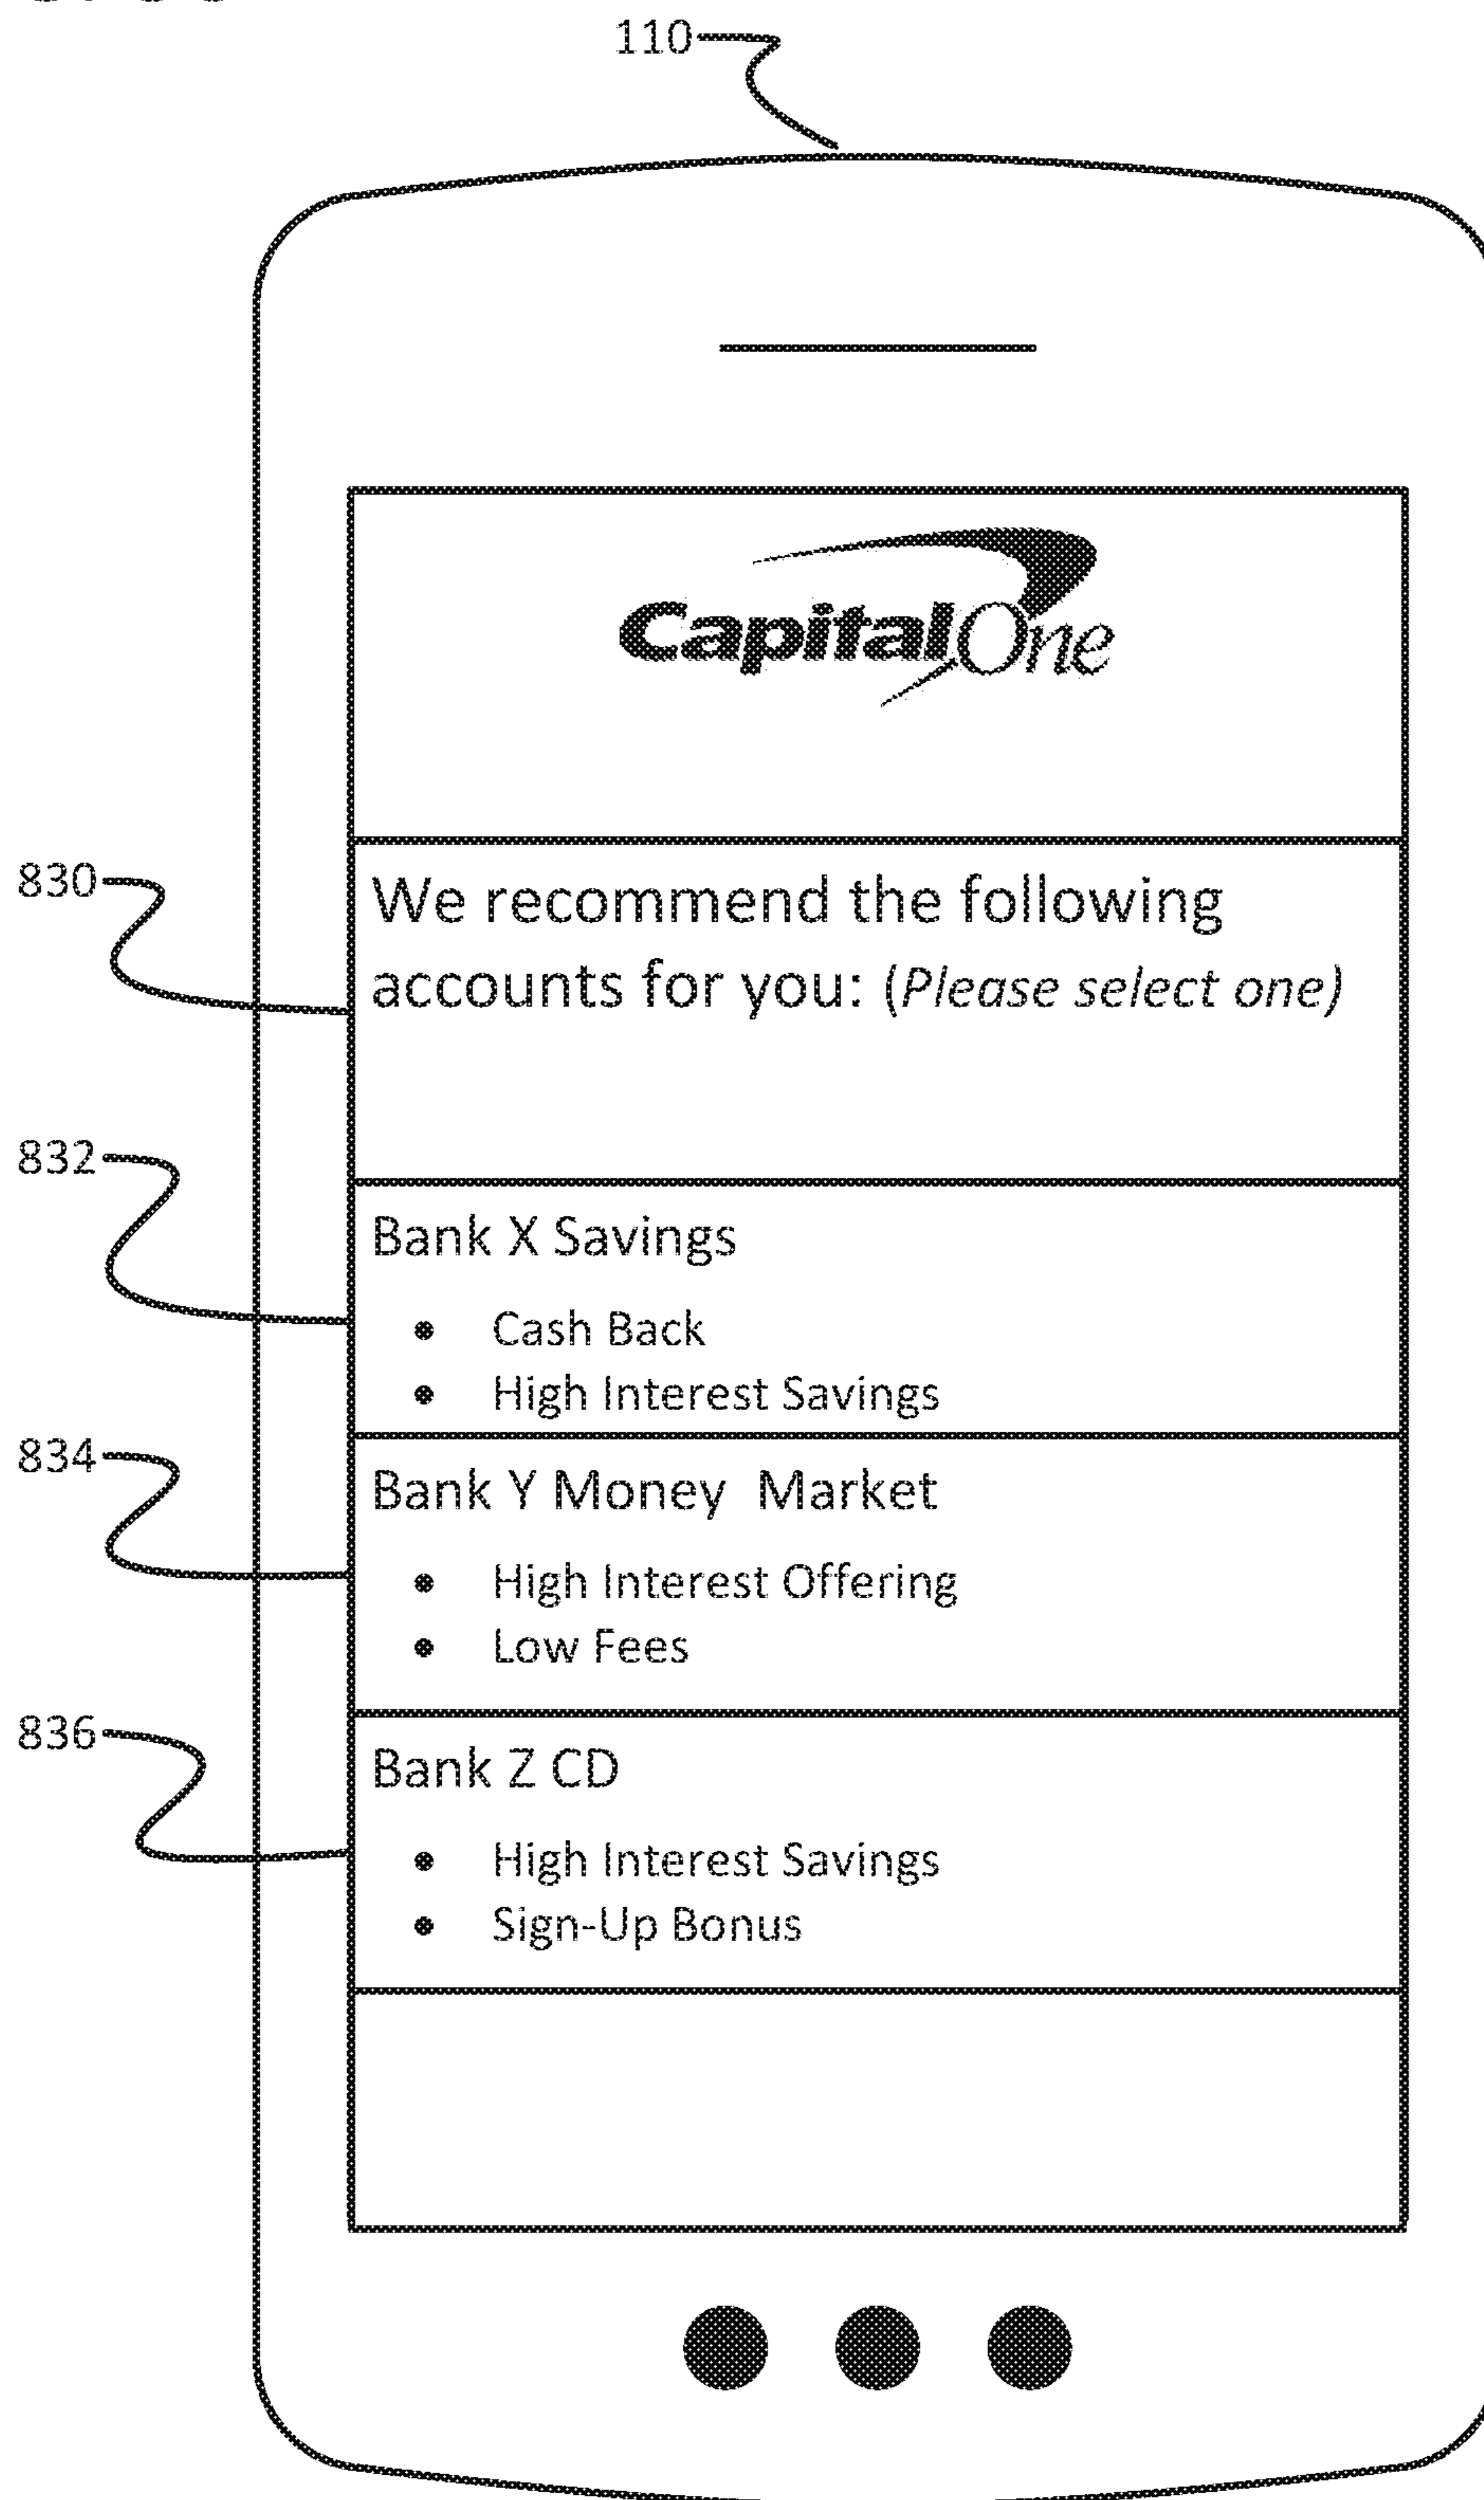 110
CapitalOne
830
We recommend the following
accounts for you: (Please select one)
832
Bank X Savings
• Cash Back
• High Interest Savings
834
Bank Y Money Market
• High Interest Offering
• Low Fees
836
Bank Z CD
• High Interest Savings
• Sign-Up Bonus